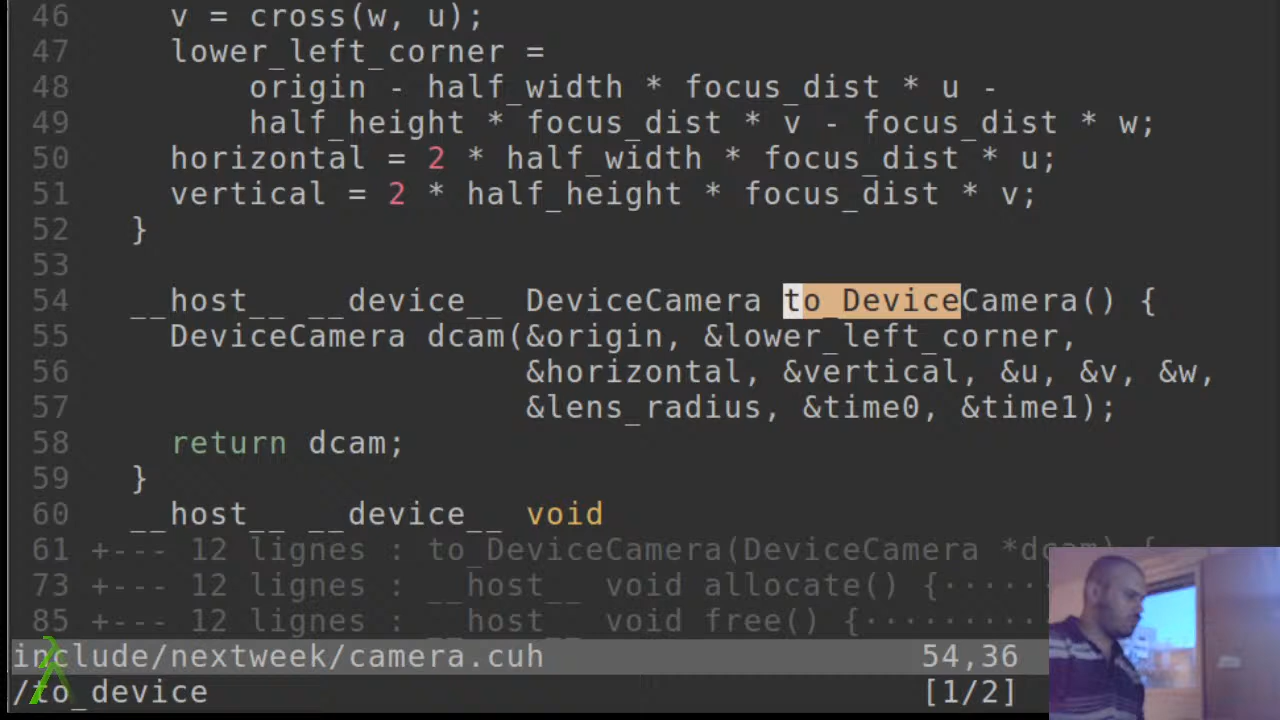 46 v = cross(w, u);
47 lower_left_corner =
48 origin - half_width * focus_dist * u -
49 half_height * focus_dist * v - focus_dist * w;
50 horizontal = 2 * half_width * focus_dist * u;
51 vertical = 2 * half_height * focus_dist * v;
52 }
53
54 __host__ __device__ DeviceCamera to_DeviceCamera() {
55 DeviceCamera dcam(&origin, &lower_left_corner,
56 &horizontal, &vertical, &u, &v, &w,
57 &lens_radius, &time0, &time1);
58 return dcam;
59 }
60 __host__ __device__ void
61 +--- 12 lignes : to_DeviceCamera(DeviceCamera *dcam) {
73 +--- 12 lignes : __host__ void allocate() {·····
85 +--- 12 lignes : __host__ void free() {·········
include/nextweek/camera.cuh 54,36
/to_device [1/2]